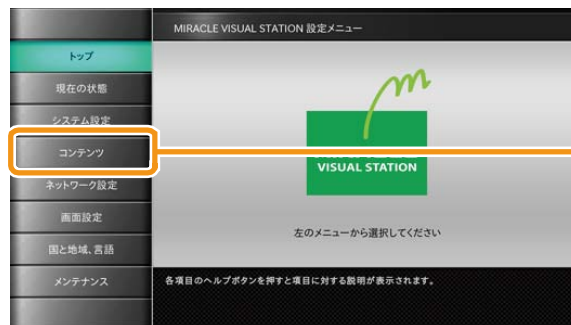 MIRACLE VISUAL STATION 設定メニュー
トップ
現在の状態
システム設定
コンテンツ
ネットワーク設定
画面設定
国と地域、言語
メンテナンス
VISUAL STATION
左のメニューから選択してください
各項目のヘルプボタンを押すと項目に対する説明が表示されます。